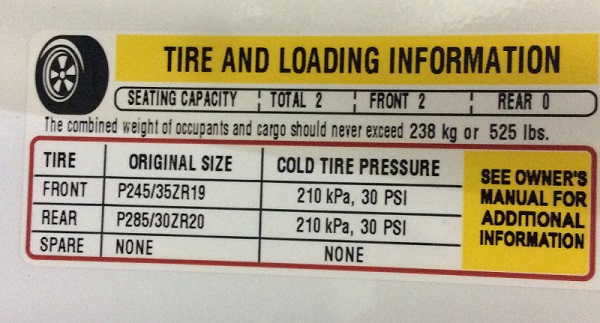 TIRE AND LOADING INFORMATION
SEATING CAPACITY TOTAL 2 FRONT 2 REAR 0
The combined weight of occupants and cargo should never exceed 238 kg or 525 lbs.
TIRE ORIGINAL SIZE COLD TIRE PRESSURE
FRONT P245/35ZR19 210 kPa, 30 PSI
REAR P285/30ZR20 210 kPa, 30 PSI
SPARE NONE NONE
SEE OWNER'S
MANUAL FOR
ADDITIONAL
INFORMATION